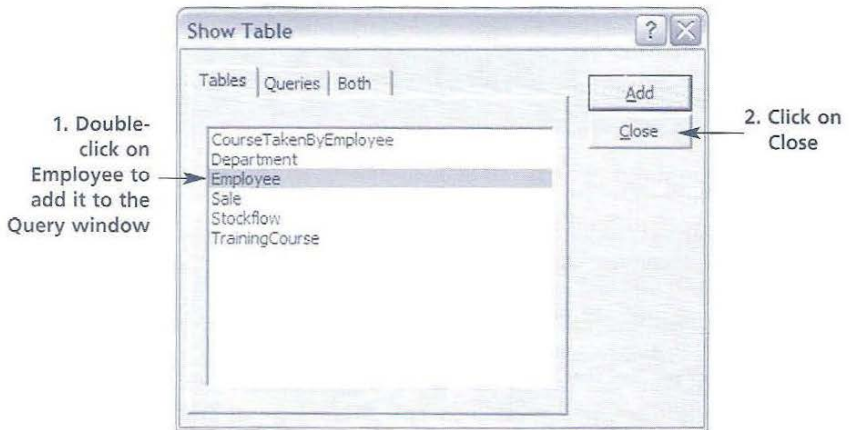 Show Table
?
Tables Queries Both
Add
Close
CourseTakenByEmployee
Department
Employee
Sale
Stockflow
TrainingCourse
1. Double-
click on
Employee to
add it to the
Query window
2. Click on
Close